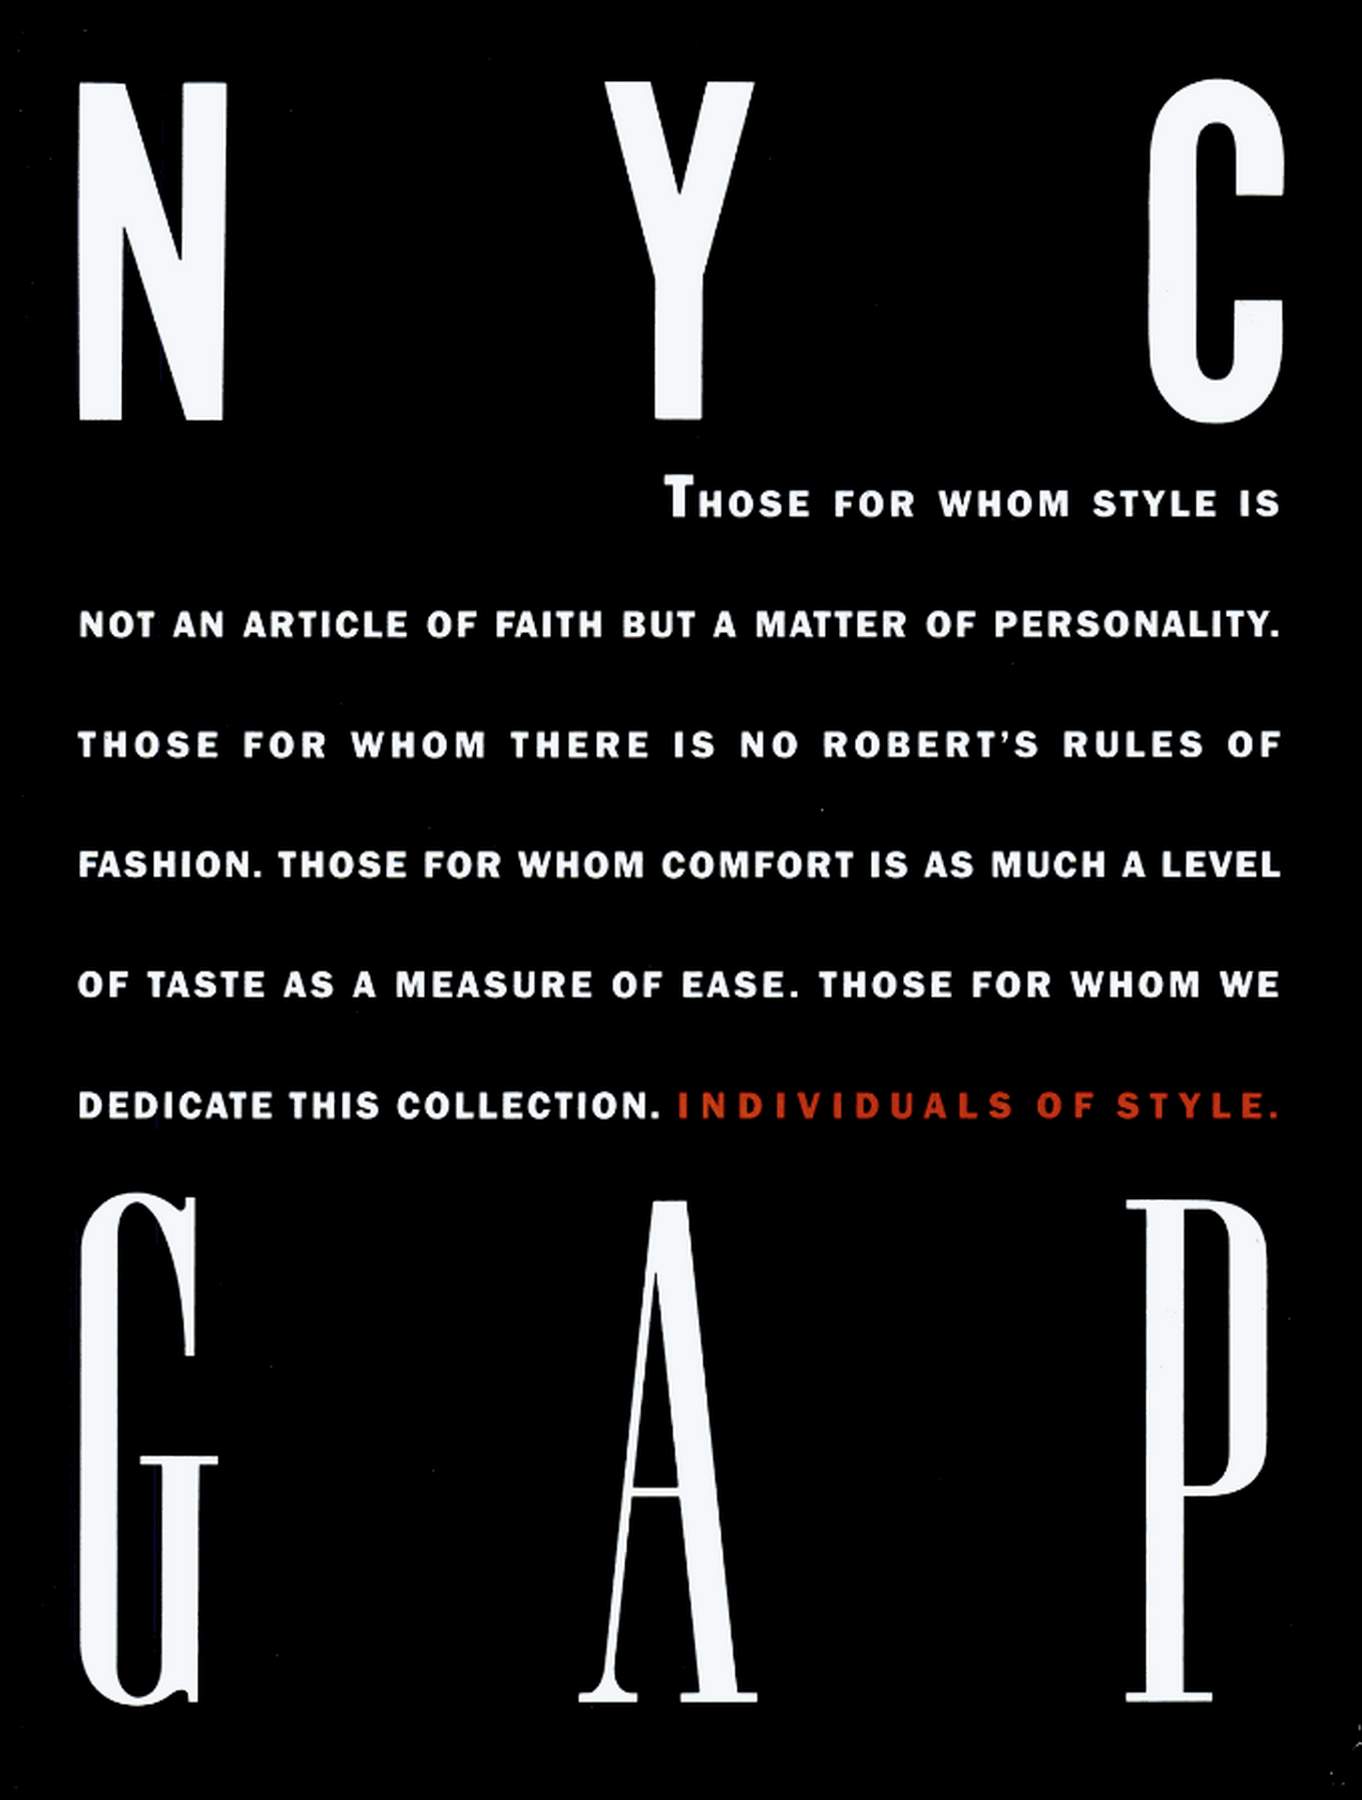 NYC
THOSE FOR WHOM STYLE IS
NOT AN ARTICLE OF FAITH BUT A MATTER OF PERSONALITY.
THOSE FOR WHOM THERE IS NO ROBERT'S RULES OF
FASHION. THOSE FOR WHOM COMFORT IS AS MUCH A LEVEL
OF TASTE AS A MEASURE OF EASE. THOSE FOR WHOM WE
DEDICATE THIS COLLECTION. INDIVIDUALS OF STYLE.
GAP